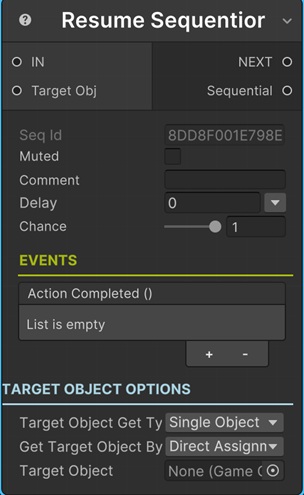 Resume Sequentior
IN NEXT
Target Obj Sequential
Seq Id 8DD8F001E798E
Muted
Comment
Delay 0
Chance 1
EVENTS
Action Completed ()
List is empty
+ -
TARGET OBJECT OPTIONS
Target Object Get Ty Single Object
Get Target Object By Direct Assignn
Target Object None (Game O